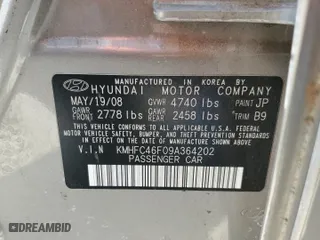 MANUFACTURED IN KOREA BY
HYUNDAI MOTOR COMPANY
MAY/19/08 GVWR 4740 lbs PAINT JP
GAWR FRONT 2778 lbs GAWR REAR 2458 lbs TRIM B9
THIS VEHICLE CONFORMS TO ALL APPLICABLE
FEDERAL MOTOR VEHICLE SAFETY, BUMPER,
AND THEFT PREVENTION STANDARDS IN EFFECT
ON THE DATE OF MANUFACTURE SHOWN ABOVE.
V.I.N KMHFC46F09A364202
PASSENGER CAR